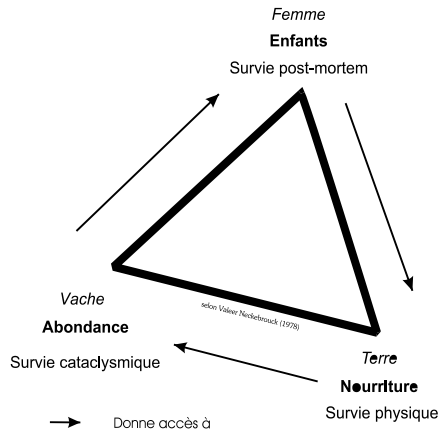 Femme
Enfants
Survie post-mortem
selon Valeer Neckebrouck (1978)
Vache
Abondance
Survie cataclysmique
Terre
Nourriture
Survie physique
Donne accès à